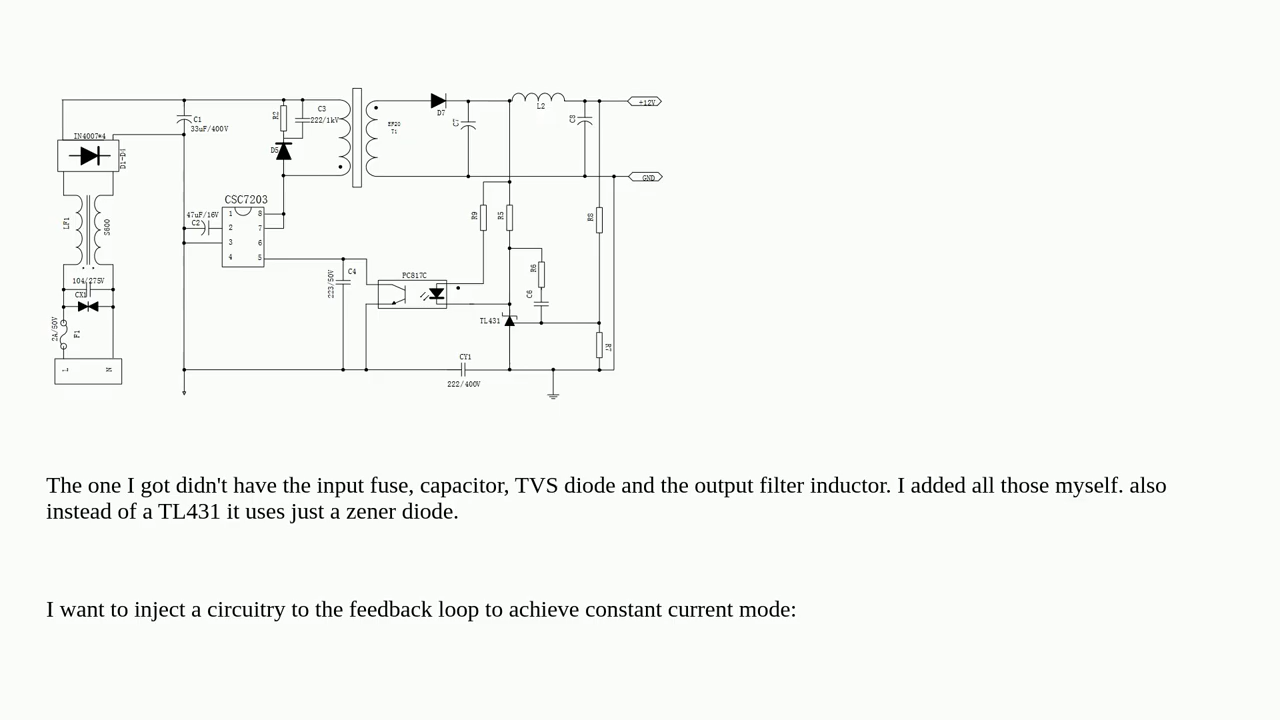 C1
33uF/400V
R2
C3
222/1kV
EF20
T1
D7
C7
L2
C8
+12V
IN4007*4
D1-D4
D5
GND
CSC7203
47uF/16V
C2
1 8
2 7
3 6
4 5
LF1
R9
R5
R8
R6
C4
223/50V
PC817C
104/275V
CX1
C6
TL431
F1
R7
CY1
222/400V
L N
The one I got didn't have the input fuse, capacitor, TVS diode and the output filter inductor. I added all those myself. also
instead of a TL431 it uses just a zener diode.
I want to inject a circuitry to the feedback loop to achieve constant current mode: